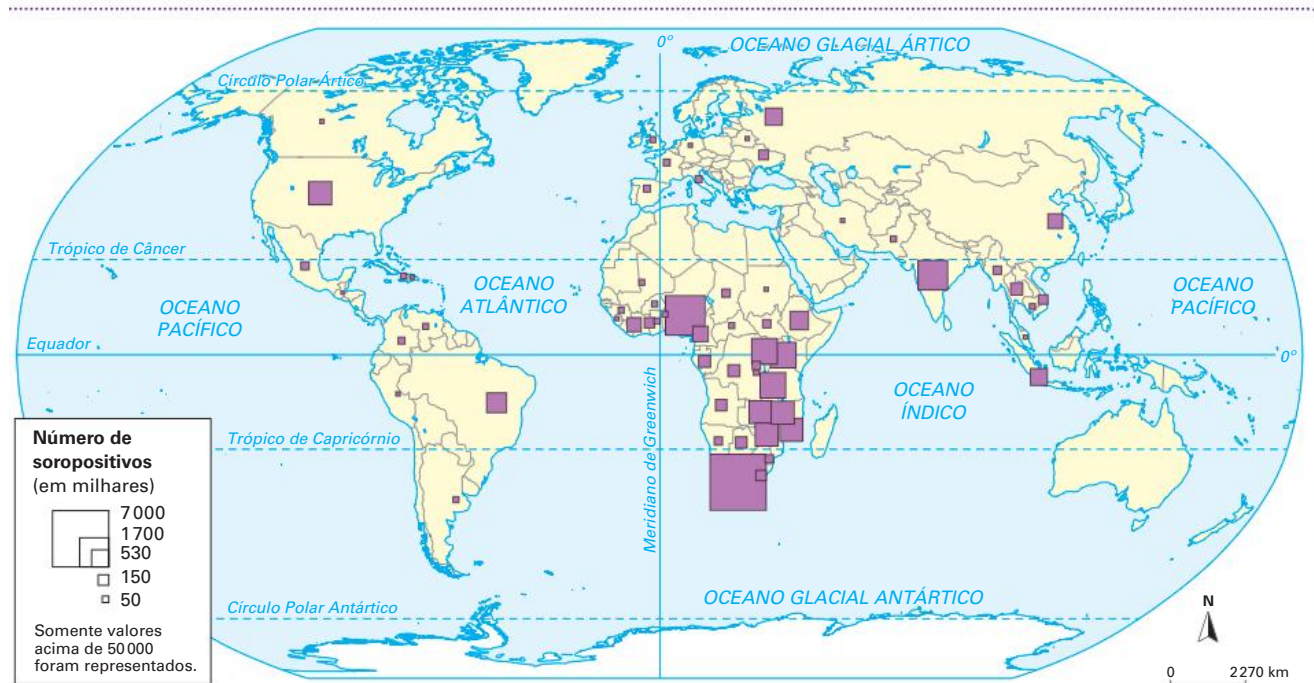 0°
OCEANO GLACIAL ÁRTICO
Círculo Polar Ártico
Trópico de Câncer
OCEANO
PACÍFICO
OCEANO
ATLÂNTICO
OCEANO
PACÍFICO
Equador
0°
OCEANO
ÍNDICO
Meridiano de Greenwich
Trópico de Capricórnio
Número de
soropositivos
(em milhares)
7 000
1 700
530
150
50
Somente valores
acima de 50 000
foram representados.
Círculo Polar Antártico
OCEANO GLACIAL ANTÁRTICO
N
0 2 270 km